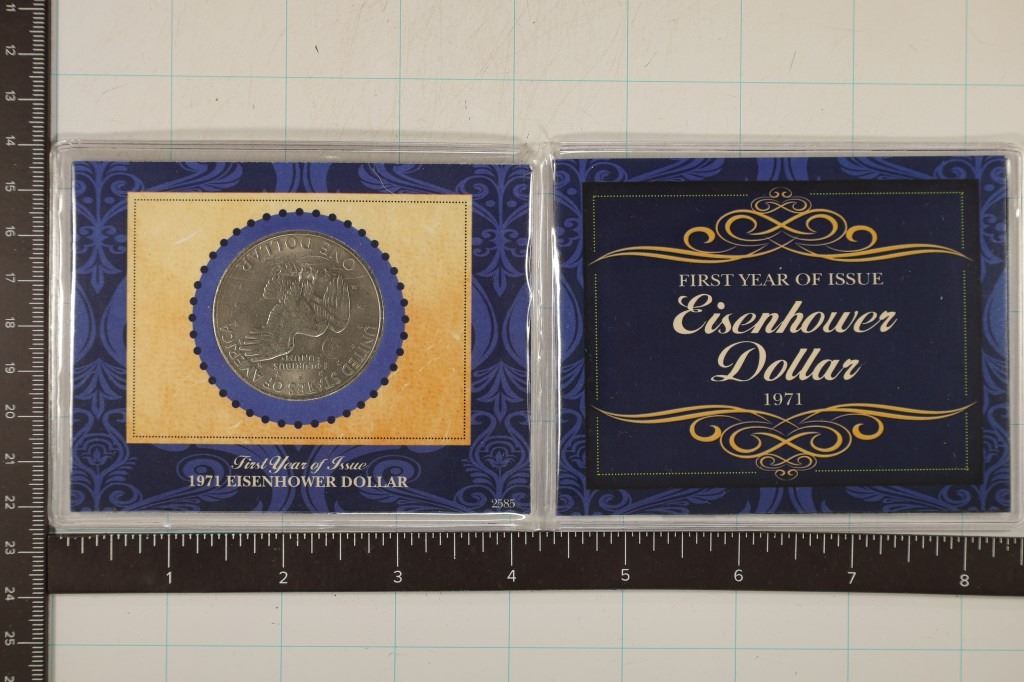 UNITED STATES OF AMERICA
E PLURIBUS
UNUM
ONE DOLLAR
First Year of Issue
1971 EISENHOWER DOLLAR
2585
FIRST YEAR OF ISSUE
Eisenhower
Dollar
1971
11
12
13
14
15
16
17
18
19
20
21
22
23
24
25
1 2 3 4 5 6 7 8